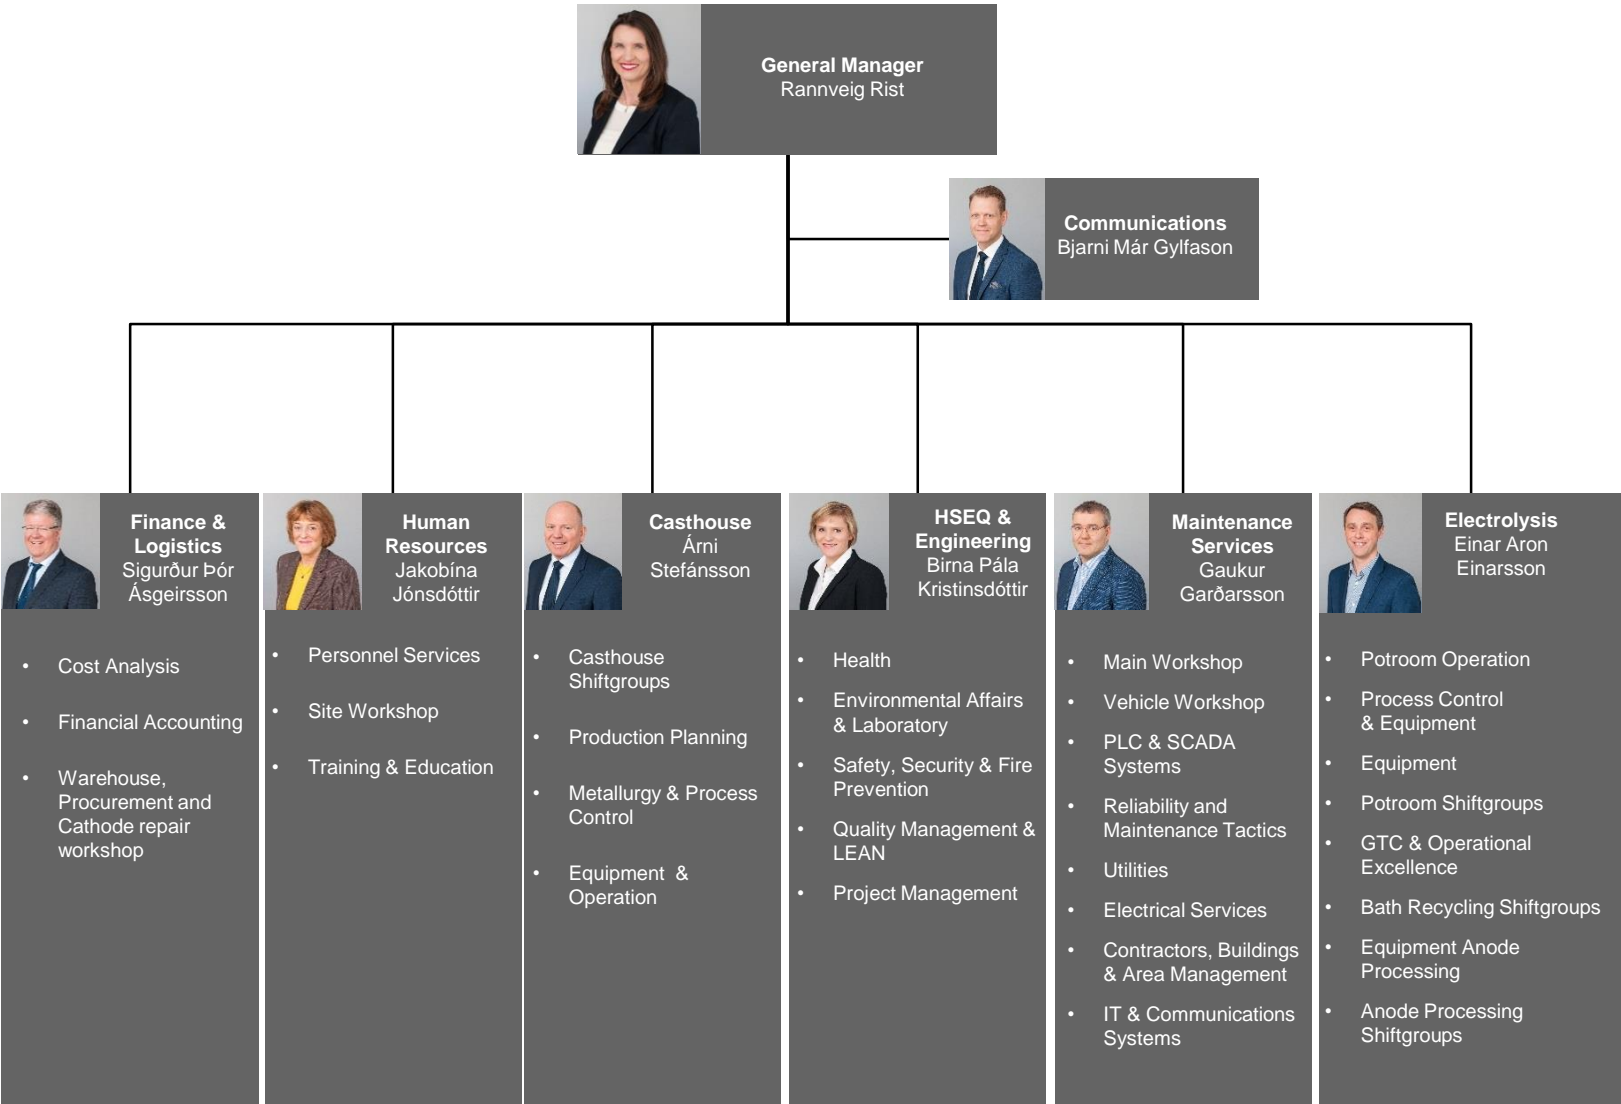 General Manager
Rannveig Rist
Communications
Bjarni Már Gylfason
Finance &
Logistics
Sigurður Þór
Ásgeirsson
• Cost Analysis
• Financial Accounting
• Warehouse,
Procurement and
Cathode repair
workshop
Human
Resources
Jakobína
Jónsdóttir
• Personnel Services
• Site Workshop
• Training & Education
Casthouse
Árni
Stefánsson
• Casthouse
Shiftgroups
• Production Planning
• Metallurgy & Process
Control
• Equipment &
Operation
HSEQ &
Engineering
Birna Pála
Kristinsdóttir
• Health
• Environmental Affairs
& Laboratory
• Safety, Security & Fire
Prevention
• Quality Management &
LEAN
• Project Management
Maintenance
Services
Gaukur
Garðarsson
• Main Workshop
• Vehicle Workshop
• PLC & SCADA
Systems
• Reliability and
Maintenance Tactics
• Utilities
• Electrical Services
• Contractors, Buildings
& Area Management
• IT & Communications
Systems
Electrolysis
Einar Aron
Einarsson
• Potroom Operation
• Process Control
& Equipment
• Equipment
• Potroom Shiftgroups
• GTC & Operational
Excellence
• Bath Recycling Shiftgroups
• Equipment Anode
Processing
• Anode Processing
Shiftgroups